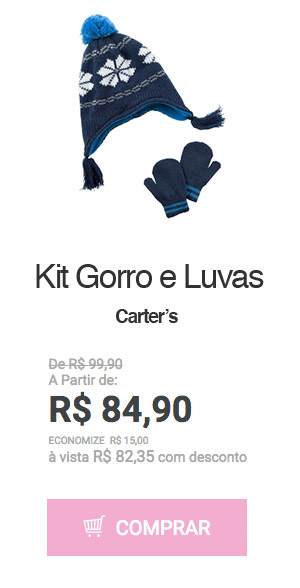 Kit Gorro e Luvas
Carter's
De R$ 99,90
A Partir de:
R$ 84,90
ECONOMIZE R$ 15,00
à vista R$ 82,35 com desconto
COMPRAR